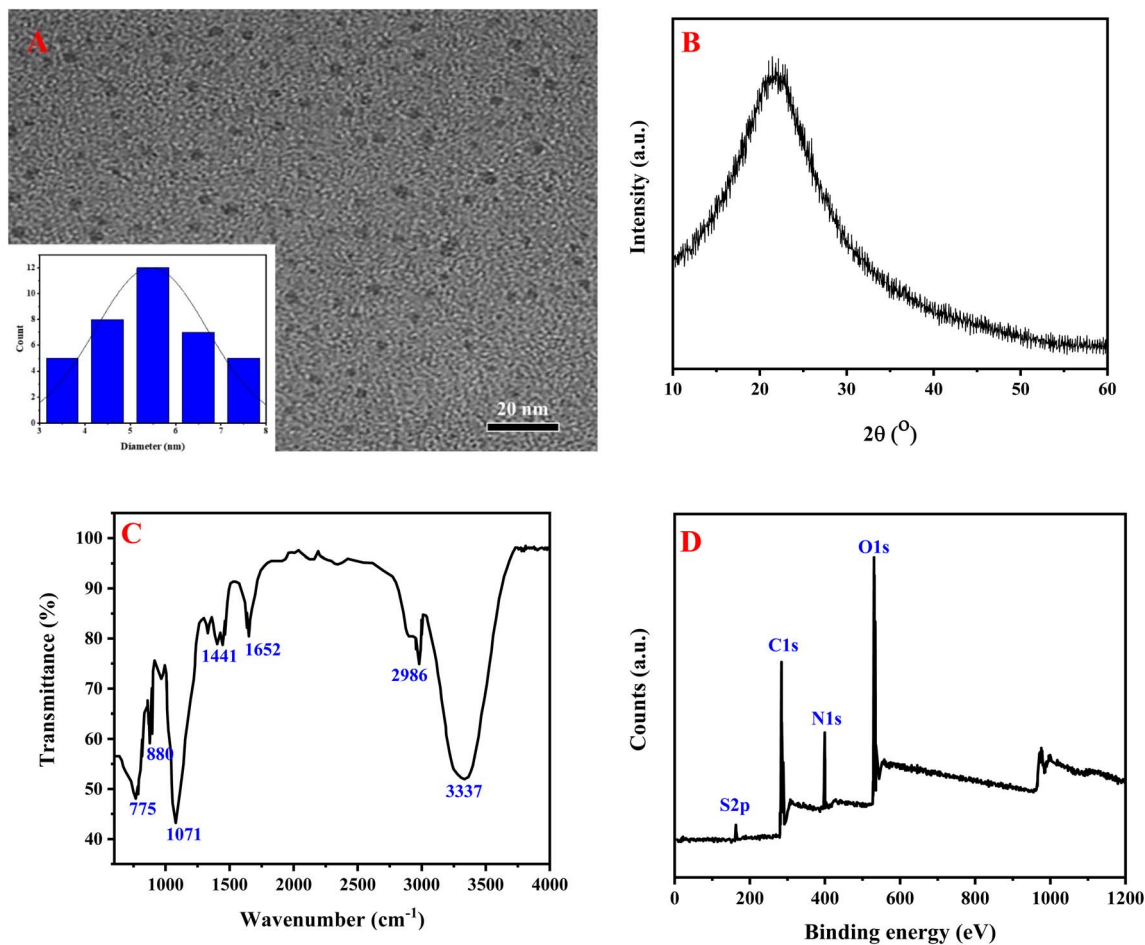 A
12
10
8
6
4
2
0
Count
3 4 5 6 7 8
Diameter (nm)
20 nm
B
Intensity (a.u.)
10 20 30 40 50 60
2θ (O)
C
100
90
80
70
60
50
40
Transmittance (%)
775
880
1071
1441
1652
2986
3337
1000 1500 2000 2500 3000 3500 4000
Wavenumber (cm-1)
D
Counts (a.u.)
S2p
C1s
N1s
O1s
0 200 400 600 800 1000 1200
Binding energy (eV)